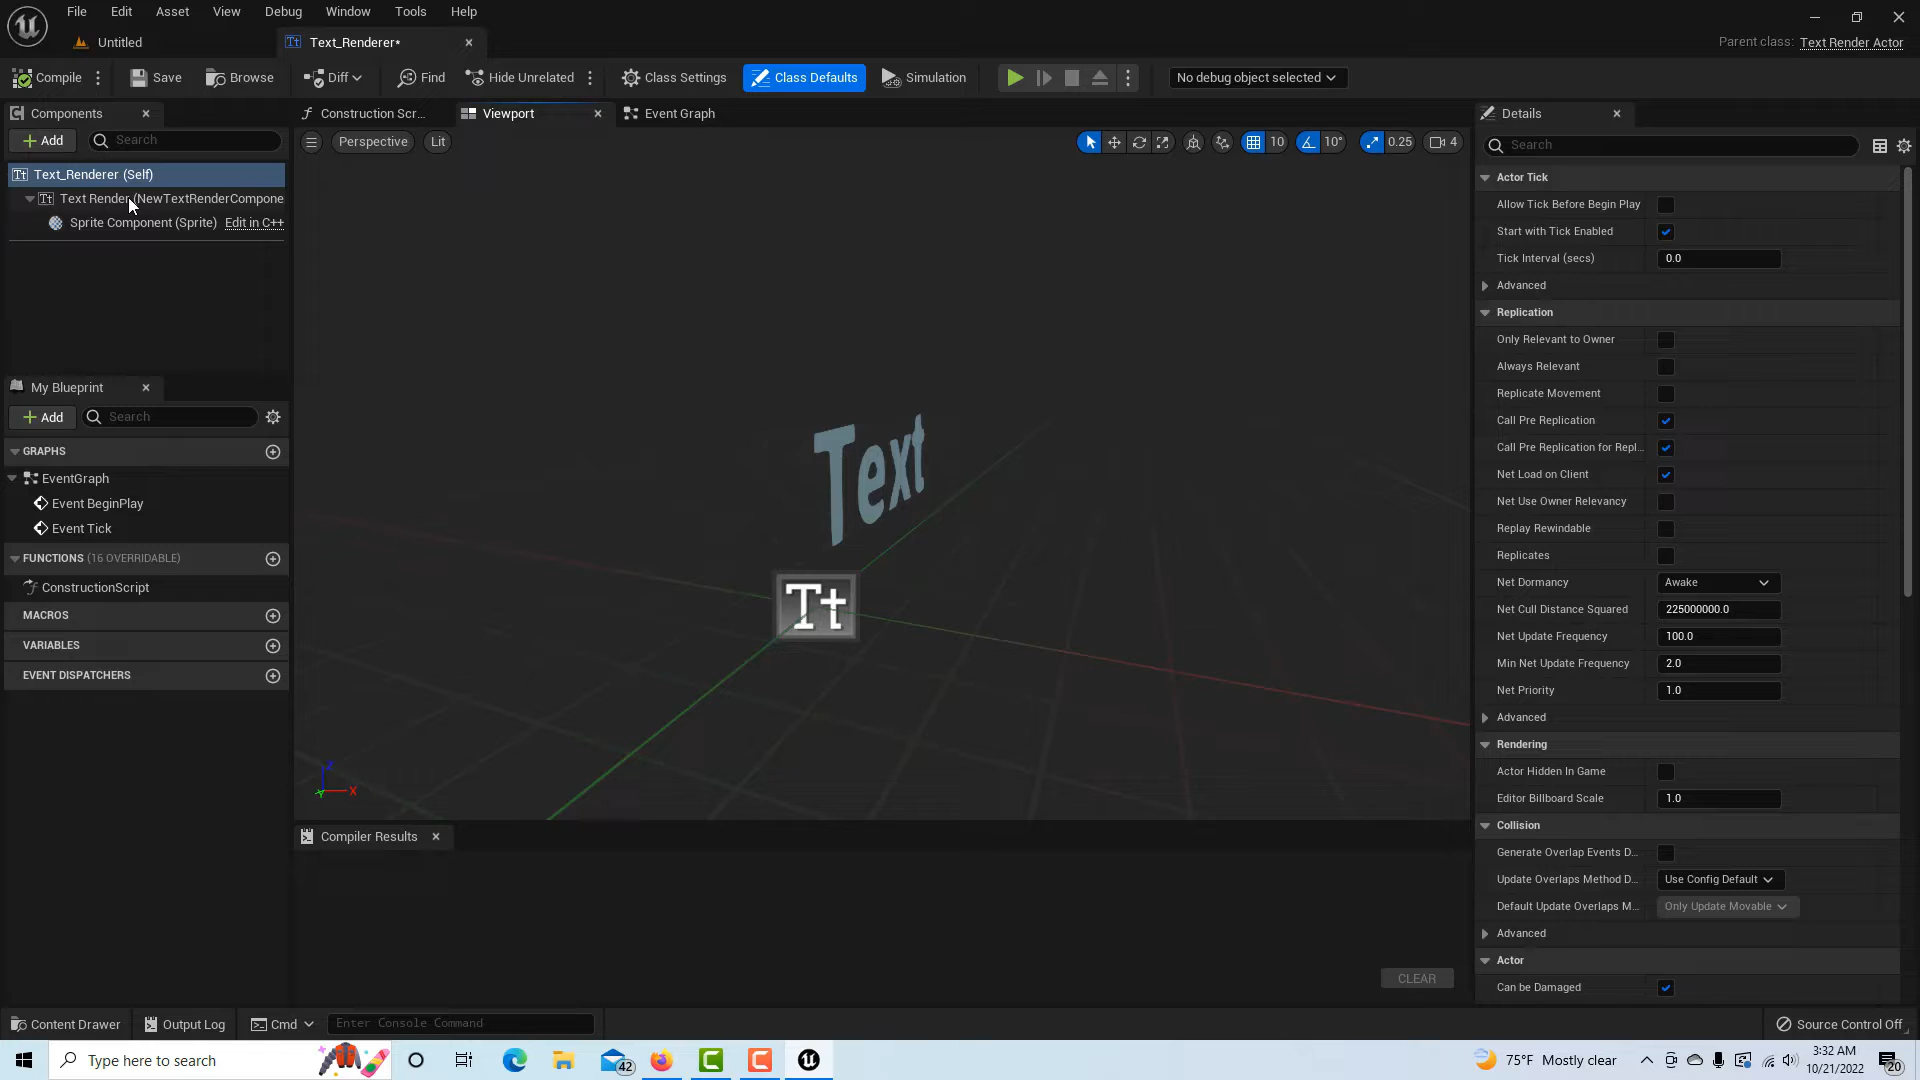 File Edit Asset View Debug Window Tools Help
Untitled
Text_Renderer*
Parent class: Text Render Actor
Compile Save Browse Diff Find Hide Unrelated Class Settings Class Defaults Simulation No debug object selected
Components
Add Search
Text_Renderer (Self)
Text Render (NewTextRenderCompone
Sprite Component (Sprite) Edit in C++
My Blueprint
Add Search
GRAPHS
EventGraph
Event BeginPlay
Event Tick
FUNCTIONS (16 OVERRIDABLE)
ConstructionScript
MACROS
VARIABLES
EVENT DISPATCHERS
Construction Scr... Viewport Event Graph
Perspective Lit 10 10° 0.25 4
Text
Tt
Z
Y X
Compiler Results
CLEAR
Details
Search
Actor Tick
Allow Tick Before Begin Play
Start with Tick Enabled
Tick Interval (secs) 0.0
Advanced
Replication
Only Relevant to Owner
Always Relevant
Replicate Movement
Call Pre Replication
Call Pre Replication for Repl...
Net Load on Client
Net Use Owner Relevancy
Replay Rewindable
Replicates
Net Dormancy Awake
Net Cull Distance Squared 225000000.0
Net Update Frequency 100.0
Min Net Update Frequency 2.0
Net Priority 1.0
Advanced
Rendering
Actor Hidden In Game
Editor Billboard Scale 1.0
Collision
Generate Overlap Events D...
Update Overlaps Method D... Use Config Default
Default Update Overlaps M... Only Update Movable
Advanced
Actor
Can be Damaged
Content Drawer Output Log Cmd Enter Console Command Source Control Off
Type here to search 42 75°F Mostly clear 3:32 AM
10/21/2022 20